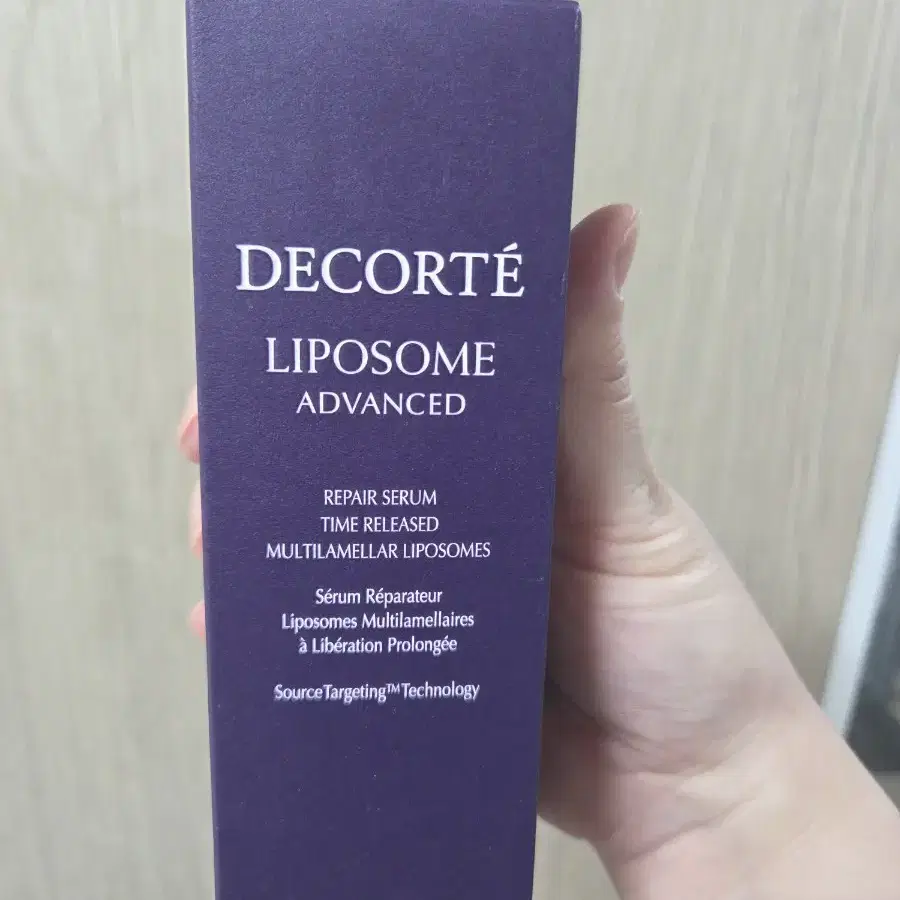 DECORTÉ
LIPOSOME
ADVANCED
REPAIR SERUM
TIME RELEASED
MULTILAMELLAR LIPOSOMES
Sérum Réparateur
Liposomes Multilamellaires
à Libération Prolongée
SourceTargeting™Technology